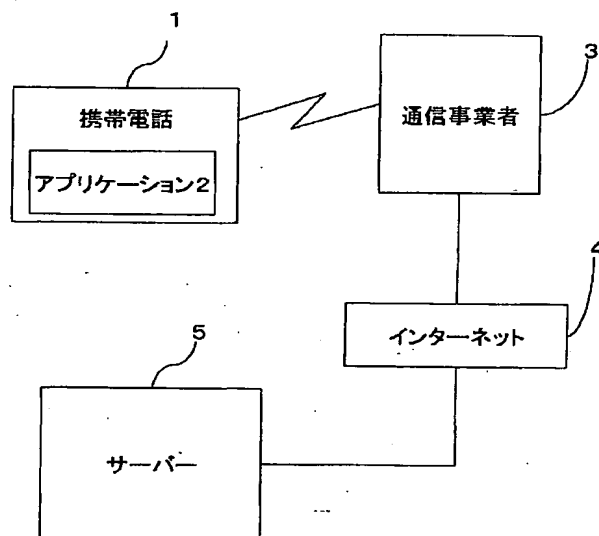 1
3
携帯電話
通信事業者
アプリケーション2
4
インターネット
5
サーバー